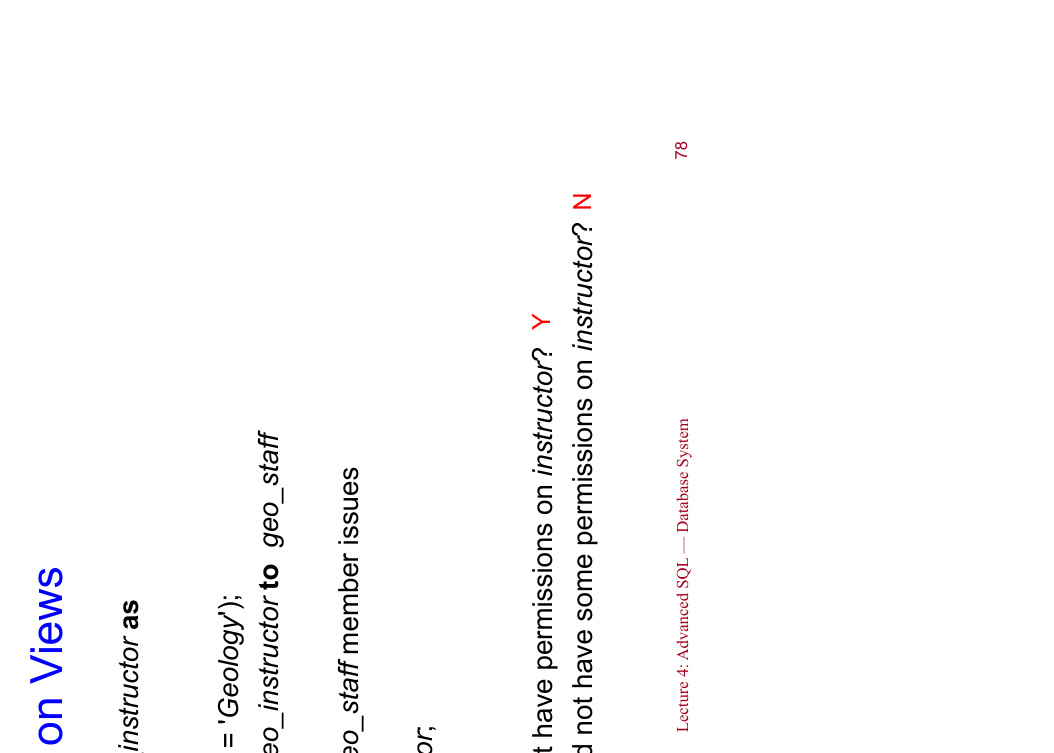 on Views
instructor as
= 'Geology');
eo_instructor to geo_staff
eo_staff member issues
or;
t have permissions on instructor? Y
d not have some permissions on instructor? N
Lecture 4: Advanced SQL — Database System 78